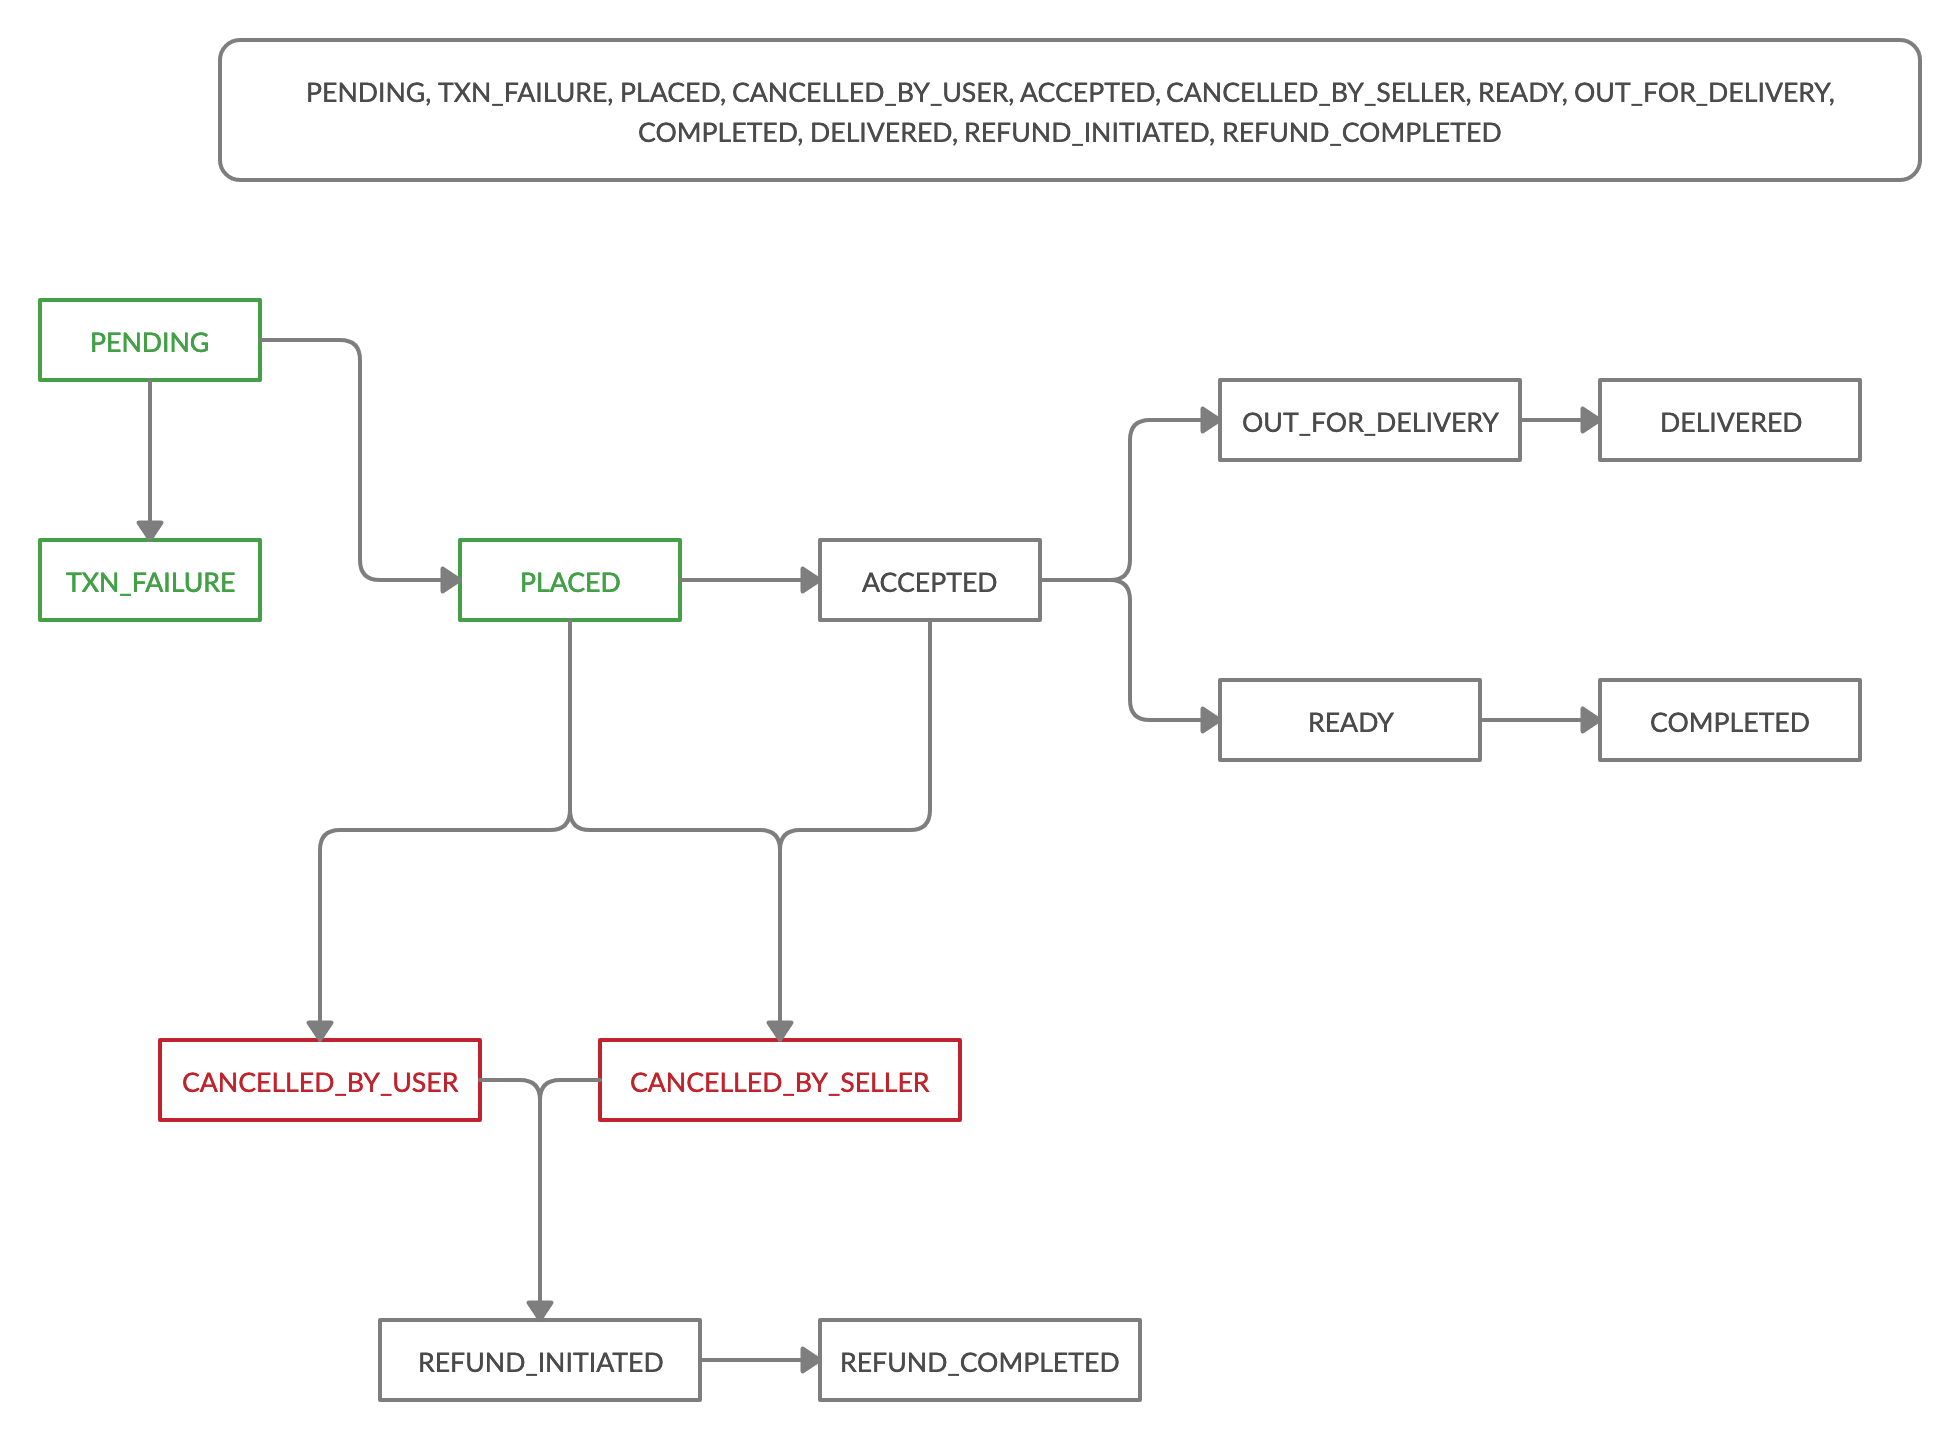 PENDING, TXN_FAILURE, PLACED, CANCELLED_BY_USER, ACCEPTED, CANCELLED_BY_SELLER, READY, OUT_FOR_DELIVERY,
COMPLETED, DELIVERED, REFUND_INITIATED, REFUND_COMPLETED
PENDING
OUT_FOR_DELIVERY
DELIVERED
TXN_FAILURE
PLACED
ACCEPTED
READY
COMPLETED
CANCELLED_BY_USER
CANCELLED_BY_SELLER
REFUND_INITIATED
REFUND_COMPLETED